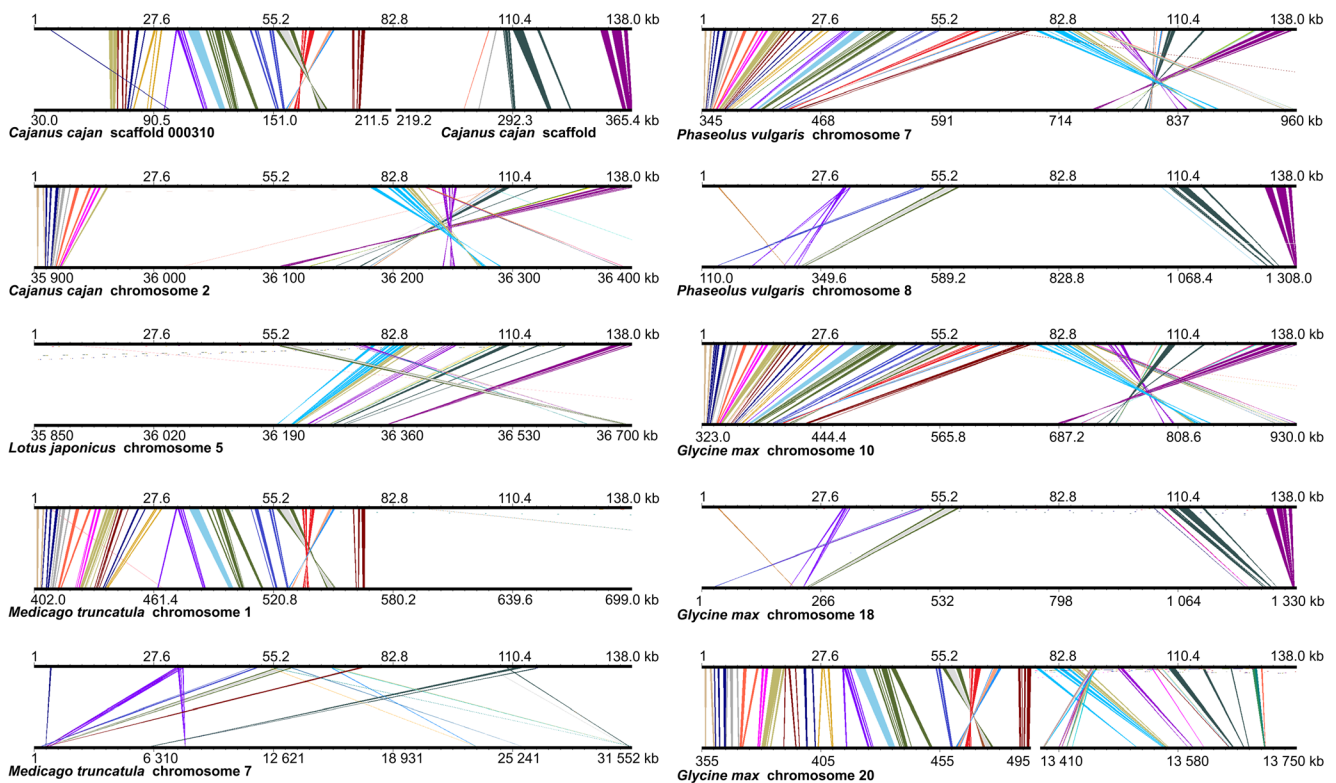 1 27.6 55.2 82.8 110.4 138.0 kb
30.0 90.5 151.0 211.5 219.2 292.3 365.4 kb
Cajanus cajan scaffold 000310 Cajanus cajan scaffold
1 27.6 55.2 82.8 110.4 138.0 kb
35 900 36 000 36 100 36 200 36 300 36 400 kb
Cajanus cajan chromosome 2
1 27.6 55.2 82.8 110.4 138.0 kb
35 850 36 020 36 190 36 360 36 530 36 700 kb
Lotus japonicus chromosome 5
1 27.6 55.2 82.8 110.4 138.0 kb
402.0 461.4 520.8 580.2 639.6 699.0 kb
Medicago truncatula chromosome 1
1 27.6 55.2 82.8 110.4 138.0 kb
1 6 310 12 621 18 931 25 241 31 552 kb
Medicago truncatula chromosome 7
1 27.6 55.2 82.8 110.4 138.0 kb
345 468 591 714 837 960 kb
Phaseolus vulgaris chromosome 7
1 27.6 55.2 82.8 110.4 138.0 kb
110.0 349.6 589.2 828.8 1 068.4 1 308.0 kb
Phaseolus vulgaris chromosome 8
1 27.6 55.2 82.8 110.4 138.0 kb
323.0 444.4 565.8 687.2 808.6 930.0 kb
Glycine max chromosome 10
1 27.6 55.2 82.8 110.4 138.0 kb
1 266 532 798 1 064 1 330 kb
Glycine max chromosome 18
1 27.6 55.2 82.8 110.4 138.0 kb
355 405 455 495 13 410 13 580 13 750 kb
Glycine max chromosome 20